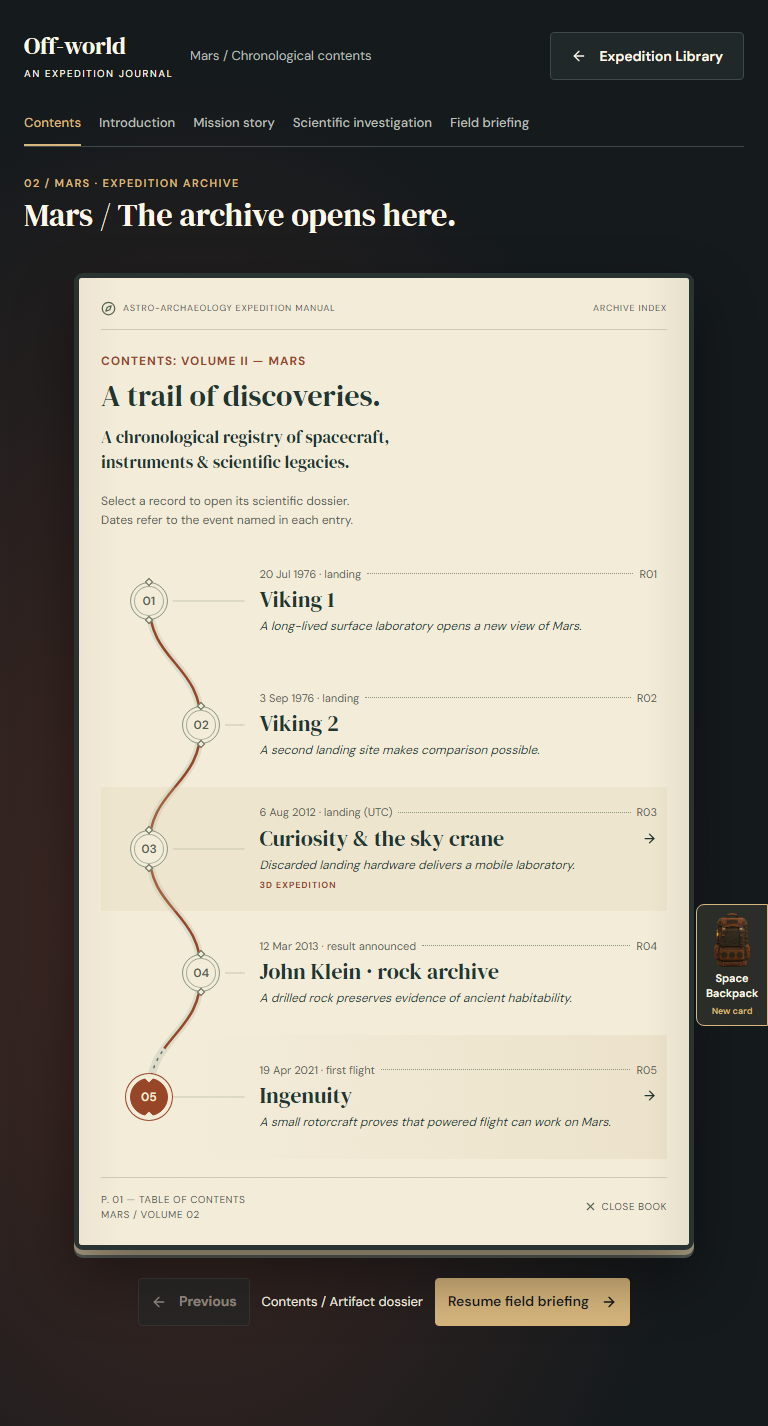 Off-world
AN EXPEDITION JOURNAL
Mars / Chronological contents
← Expedition Library
Contents Introduction Mission story Scientific investigation Field briefing
02 / MARS · EXPEDITION ARCHIVE
Mars / The archive opens here.
ASTRO-ARCHAEOLOGY EXPEDITION MANUAL
ARCHIVE INDEX
CONTENTS: VOLUME II — MARS
A trail of discoveries.
A chronological registry of spacecraft,
instruments & scientific legacies.
Select a record to open its scientific dossier.
Dates refer to the event named in each entry.
01
20 Jul 1976 · landing R01
Viking 1
A long-lived surface laboratory opens a new view of Mars.
02
3 Sep 1976 · landing R02
Viking 2
A second landing site makes comparison possible.
03
6 Aug 2012 · landing (UTC) R03
Curiosity & the sky crane →
Discarded landing hardware delivers a mobile laboratory.
3D EXPEDITION
04
12 Mar 2013 · result announced R04
John Klein · rock archive
A drilled rock preserves evidence of ancient habitability.
05
19 Apr 2021 · first flight R05
Ingenuity →
A small rotorcraft proves that powered flight can work on Mars.
Space
Backpack
New card
P. 01 — TABLE OF CONTENTS
MARS / VOLUME 02
× CLOSE BOOK
← Previous
Contents / Artifact dossier
Resume field briefing →